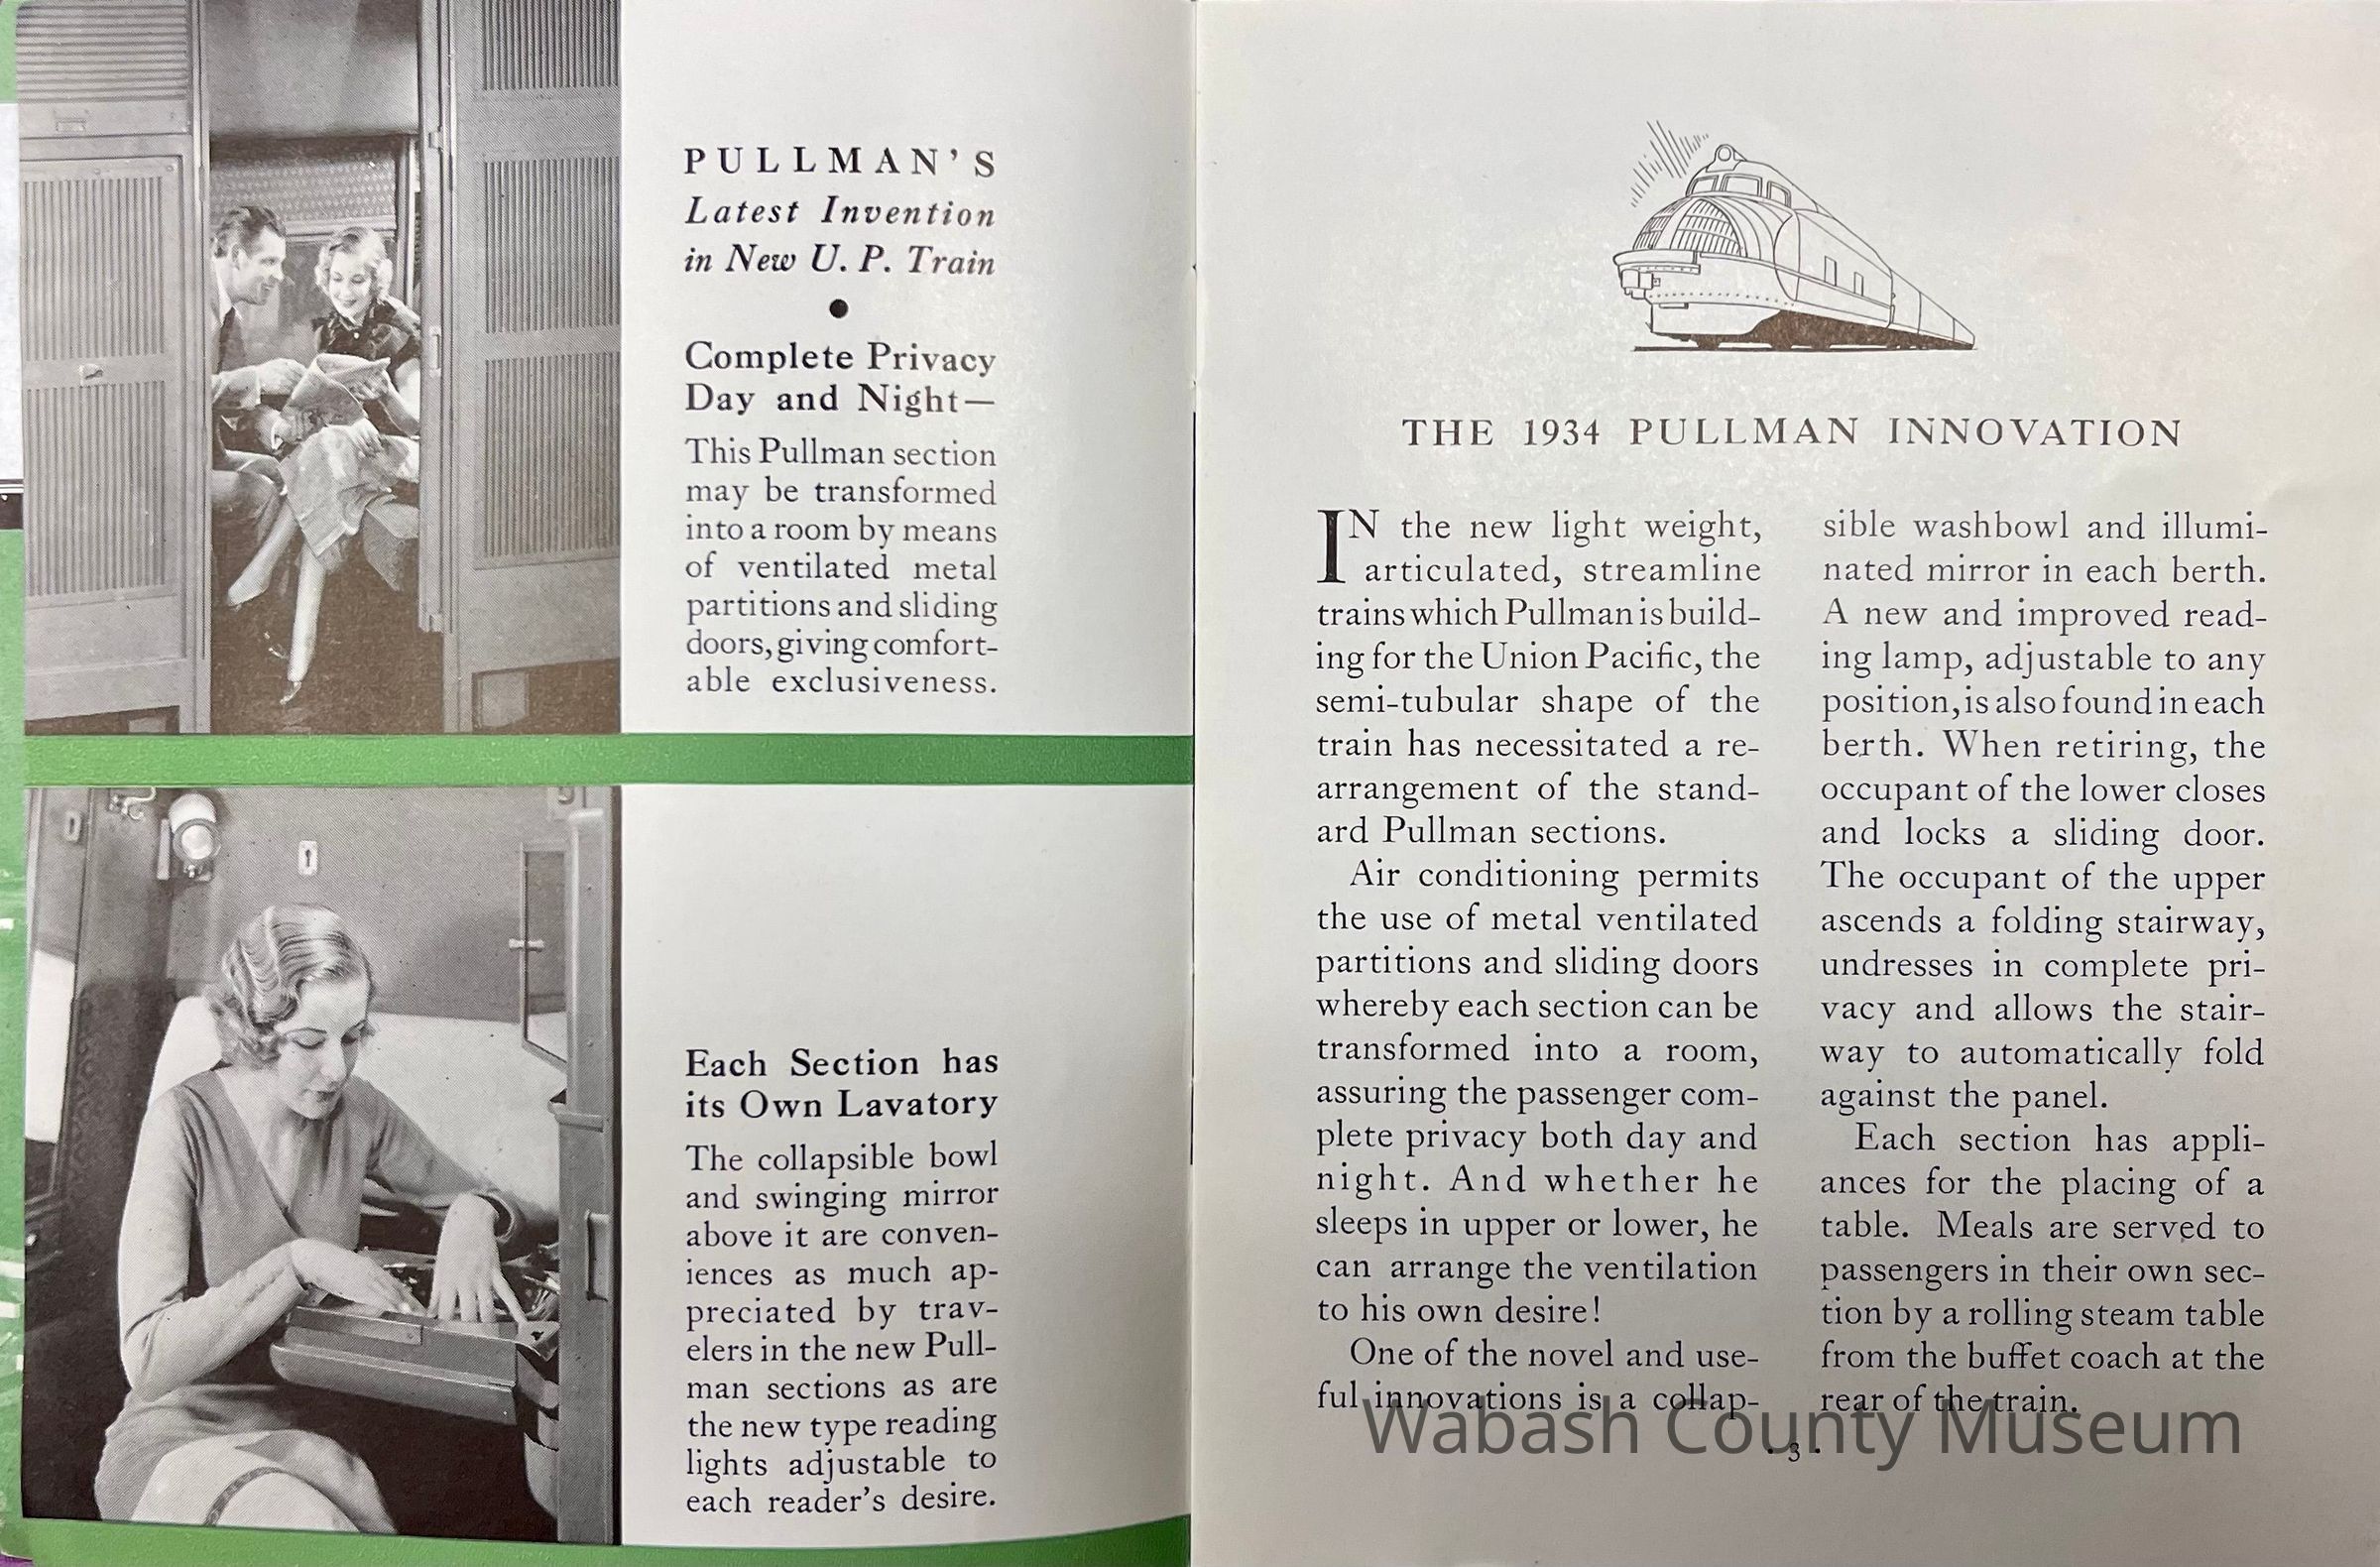 PULLMAN'S
Latest Invention
in New U. P. Train
Complete Privacy
Day and Night—
This Pullman section
may be transformed
into a room by means
of ventilated metal
partitions and sliding
doors, giving comfort-
able exclusiveness.
Each Section has
its Own Lavatory
The collapsible bowl
and swinging mirror
above it are conven-
iences as much ap-
preciated by trav-
elers in the new Pull-
man sections as are
the new type reading
lights adjustable to
each reader's desire.
THE 1934 PULLMAN INNOVATION
IN the new light weight,
articulated, streamline
trains which Pullman is build-
ing for the Union Pacific, the
semi-tubular shape of the
train has necessitated a re-
arrangement of the stand-
ard Pullman sections.
Air conditioning permits
the use of metal ventilated
partitions and sliding doors
whereby each section can be
transformed into a room,
assuring the passenger com-
plete privacy both day and
night. And whether he
sleeps in upper or lower, he
can arrange the ventilation
to his own desire!
One of the novel and use-
ful innovations is a collap-
sible washbowl and illumi-
nated mirror in each berth.
A new and improved read-
ing lamp, adjustable to any
position, is also found in each
berth. When retiring, the
occupant of the lower closes
and locks a sliding door.
The occupant of the upper
ascends a folding stairway,
undresses in complete pri-
vacy and allows the stair-
way to automatically fold
against the panel.
Each section has appli-
ances for the placing of a
table. Meals are served to
passengers in their own sec-
tion by a rolling steam table
from the buffet coach at the
rear of the train.
· 3 ·
Wabash County Museum